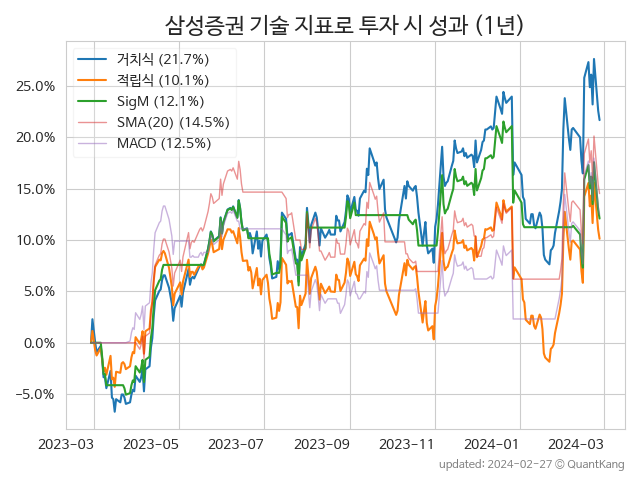 삼성증권 기술 지표로 투자 시 성과 (1년)
거치식 (21.7%)
적립식 (10.1%)
SigM (12.1%)
SMA(20) (14.5%)
MACD (12.5%)
25.0%
20.0%
15.0%
10.0%
5.0%
0.0%
−5.0%
2023-03 2023-05 2023-07 2023-09 2023-11 2024-01 2024-03
updated: 2024-02-27 © QuantKang